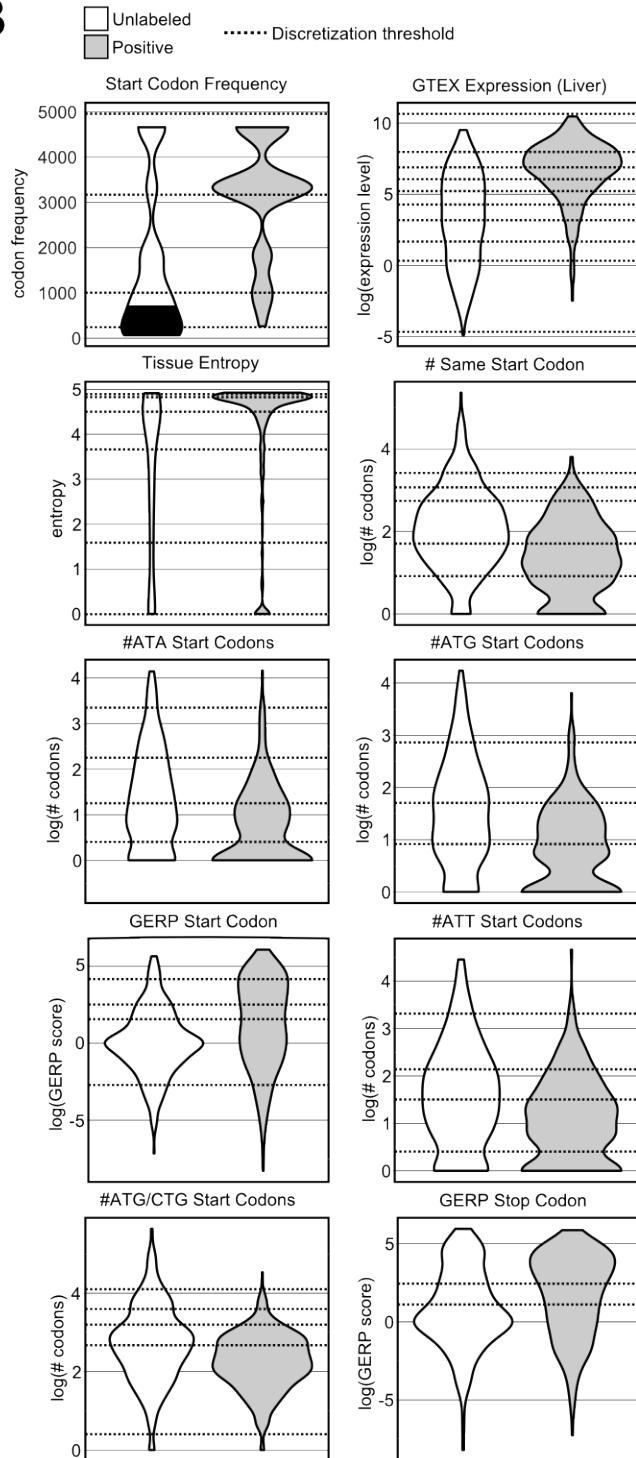 B
Unlabeled
Positive
Discretization threshold
Start Codon Frequency
5000
4000
3000
2000
1000
0
codon frequency
GTEX Expression (Liver)
10
5
0
-5
log(expression level)
Tissue Entropy
5
4
3
2
1
0
entropy
# Same Start Codon
4
2
0
log(# codons)
#ATA Start Codons
4
3
2
1
0
log(# codons)
#ATG Start Codons
4
3
2
1
0
log(# codons)
GERP Start Codon
5
0
-5
log(GERP score)
#ATT Start Codons
4
3
2
1
0
log(# codons)
#ATG/CTG Start Codons
4
2
0
log(# codons)
GERP Stop Codon
5
0
-5
log(GERP score)